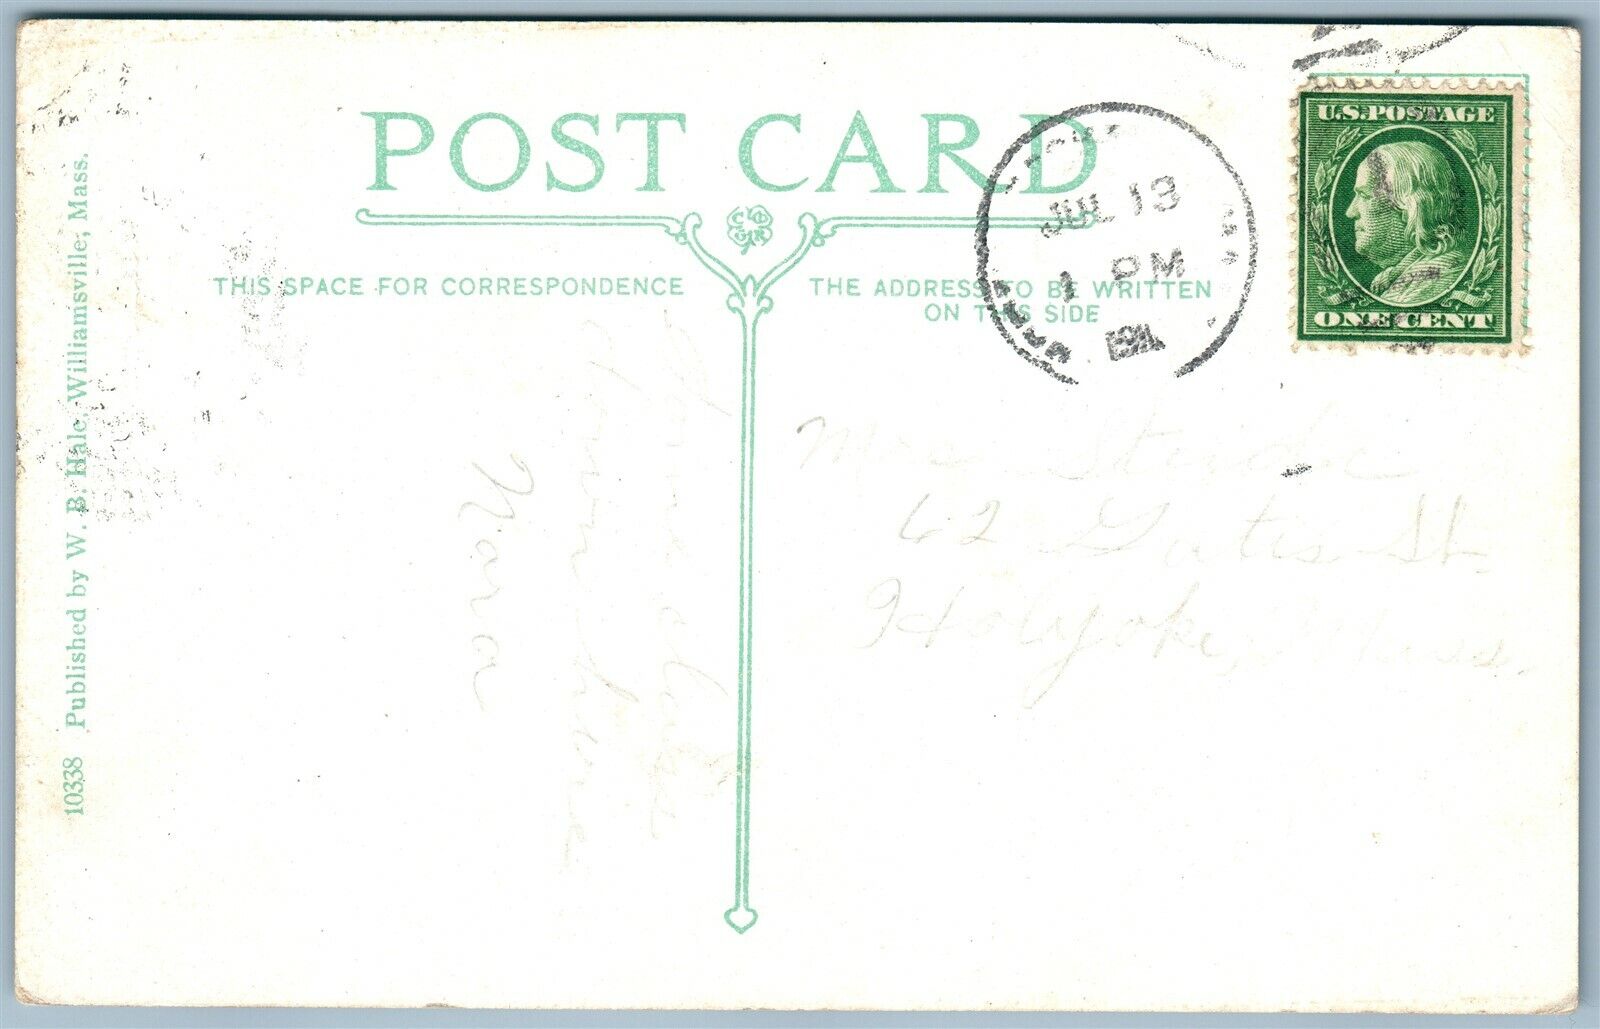 POST CARD
THIS SPACE FOR CORRESPONDENCE
THE ADDRESS TO BE WRITTEN
ON THIS SIDE
JUL 13
1 PM
1911
U.S. POSTAGE
ONE CENT
10338 Published by W. B. Hale, Williamsville, Mass.
Nora
Mrs
62 Gates St.
Holyoke, Mass.